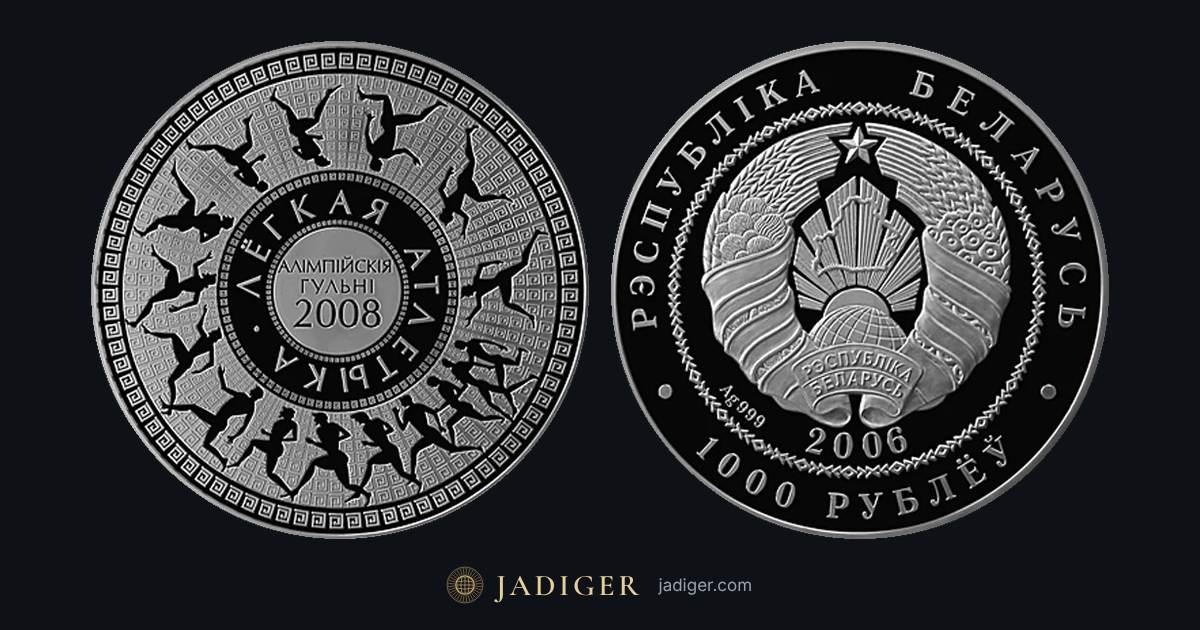 ЛЁГКАЯ АТЛЕТЫКА
АЛІМПІЙСКІЯ
ГУЛЬНІ
2008
РЭСПУБЛІКА БЕЛАРУСЬ
РЭСПУБЛІКА
БЕЛАРУСЬ
Ag 999
2006
1000 РУБЛЁЎ
JADIGER jadiger.com